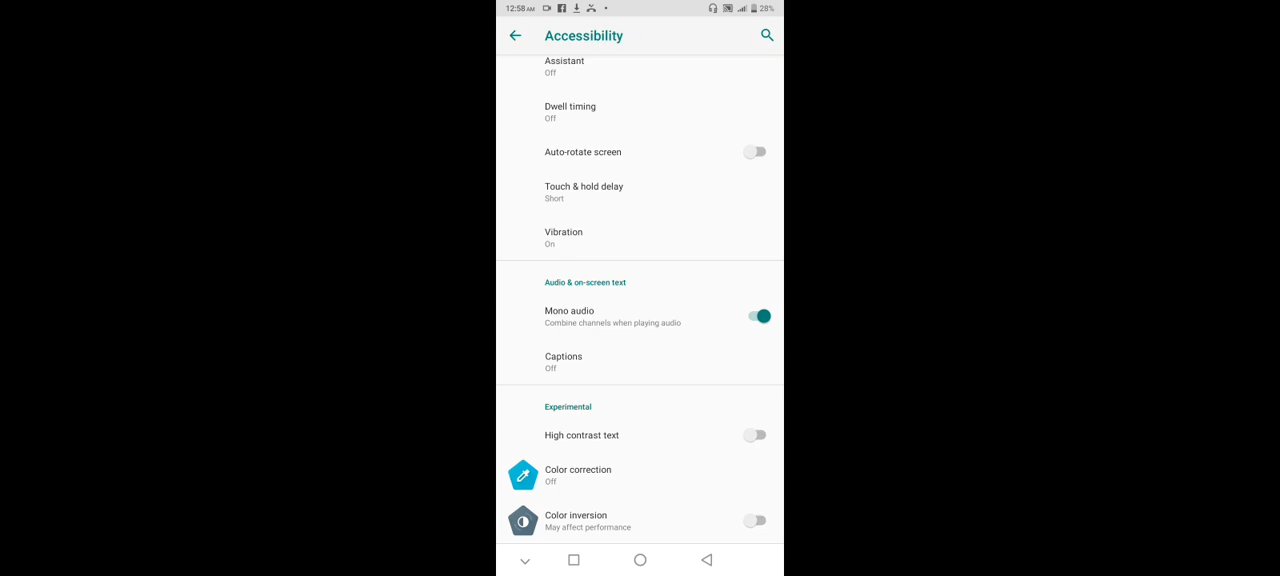 12:58 AM
28%
Accessibility
Assistant
Off
Dwell timing
Off
Auto-rotate screen
Touch & hold delay
Short
Vibration
On
Audio & on-screen text
Mono audio
Combine channels when playing audio
Captions
Off
Experimental
High contrast text
Color correction
Off
Color inversion
May affect performance